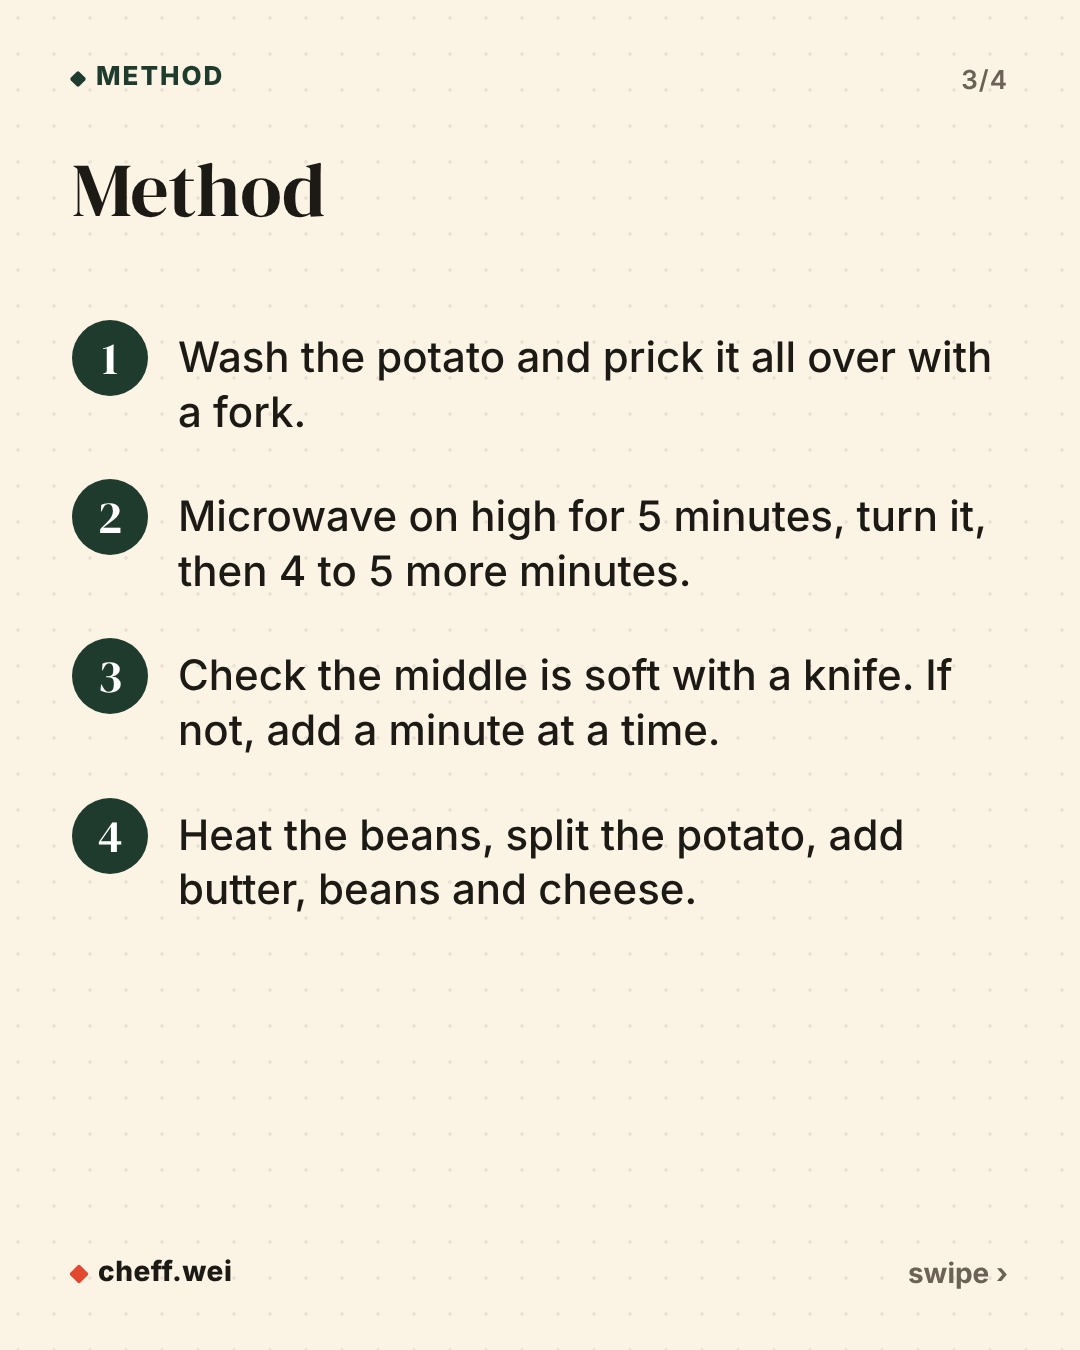 METHOD
3/4
Method
1
Wash the potato and prick it all over with
a fork.
2
Microwave on high for 5 minutes, turn it,
then 4 to 5 more minutes.
3
Check the middle is soft with a knife. If
not, add a minute at a time.
4
Heat the beans, split the potato, add
butter, beans and cheese.
cheff.wei
swipe ›